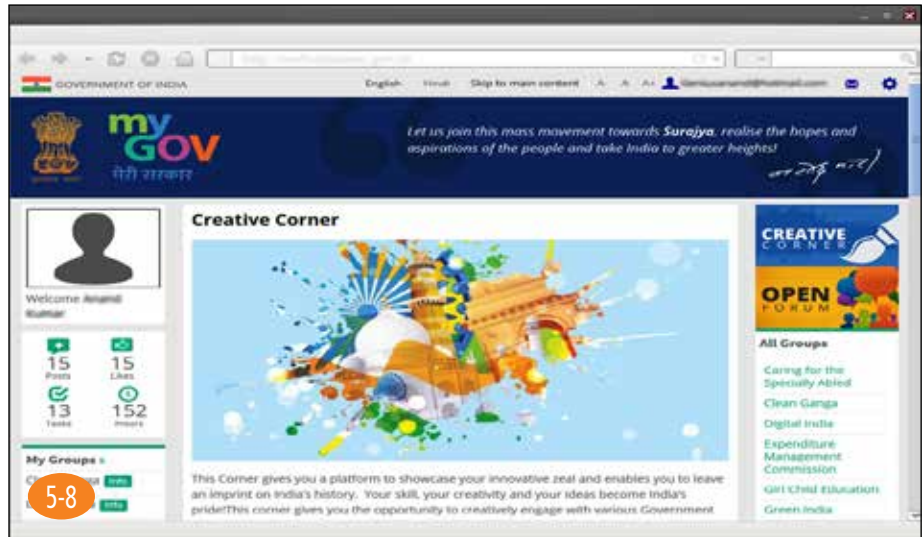 GOVERNMENT OF INDIA
English
Hindi
Skip to main content
A- A A+
my
GOV
मेरी सरकार
Let us join this mass movement towards Surajya, realise the hopes and
aspirations of the people and take India to greater heights!
Welcome Anand
Kumar
15
Posts
15
Likes
13
Tasks
152
Hours
My Groups
Info
Info
5-8
Creative Corner
This Corner gives you a platform to showcase your innovative zeal and enables you to leave
an imprint on India's history. Your skill, your creativity and your ideas become India's
pride!This corner gives you the opportunity to creatively engage with various Government
CREATIVE
CORNER
OPEN
FORUM
All Groups
Caring for the
Specially Abled
Clean Ganga
Digital India
Expenditure
Management
Commission
Girl Child Education
Green India